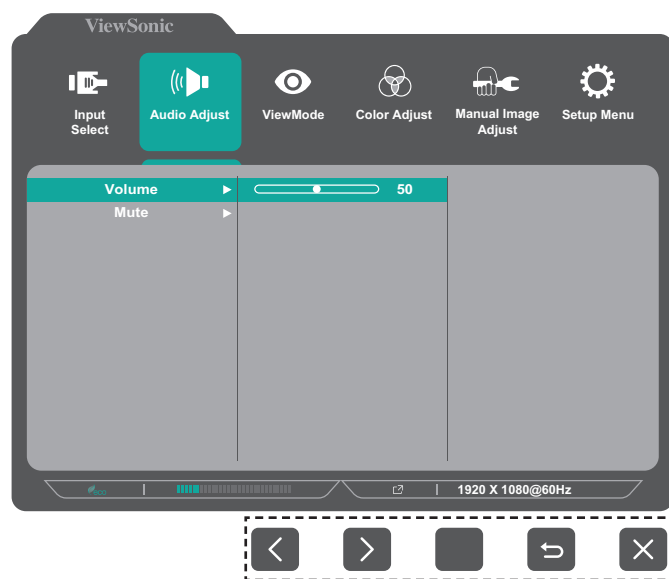 ViewSonic
Input
Select
Audio Adjust
ViewMode
Color Adjust
Manual Image
Adjust
Setup Menu
Volume
50
Mute
eco
1920 X 1080@60Hz